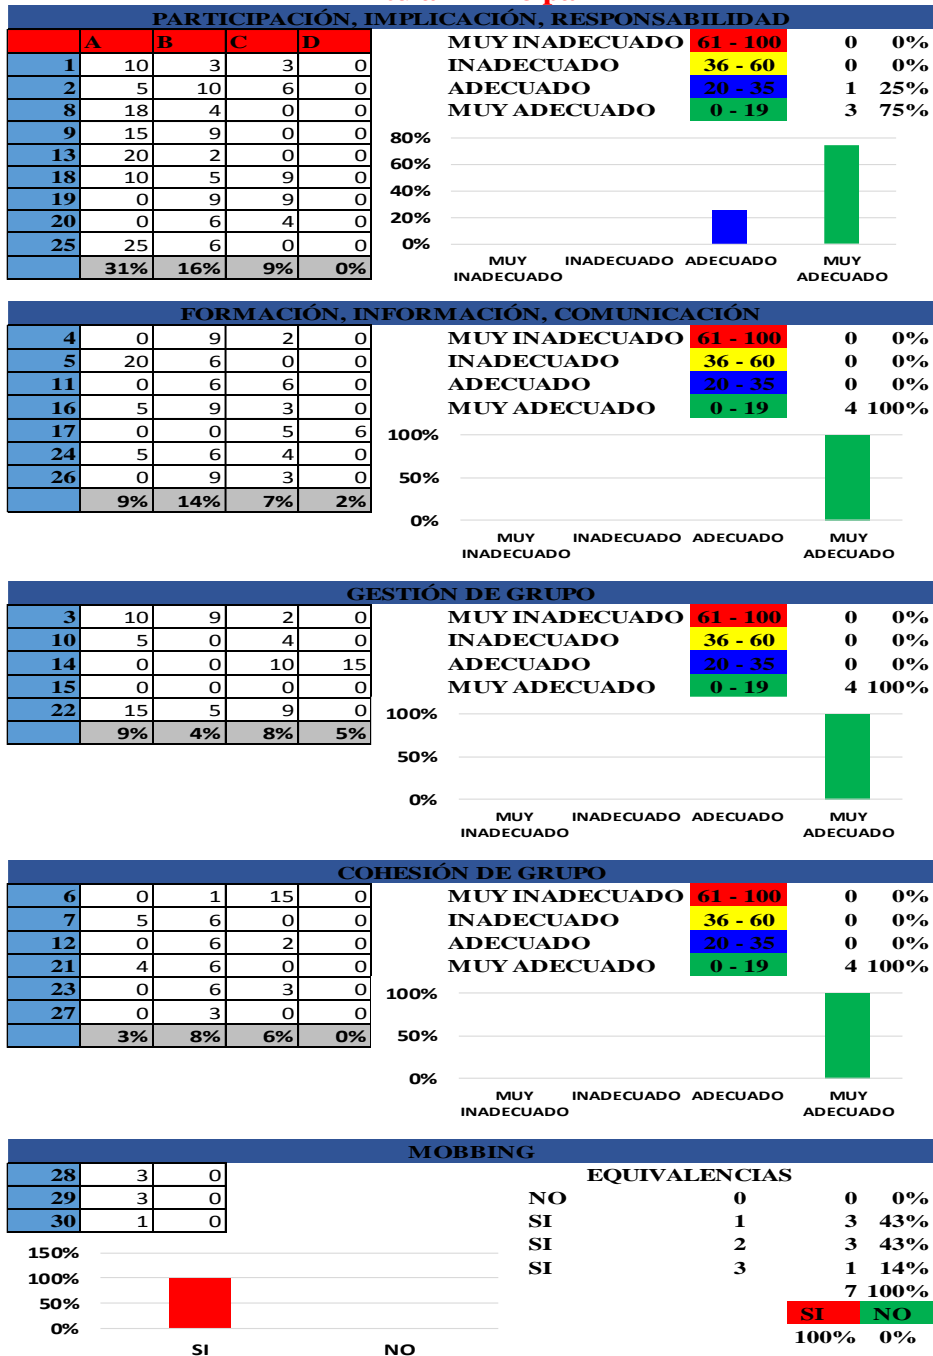 PARTICIPACIÓN, IMPLICACIÓN, RESPONSABILIDAD
A B C D MUY INADECUADO 61 - 100 0 0%
1 10 3 3 0 INADECUADO 36 - 60 0 0%
2 5 10 6 0 ADECUADO 20 - 35 1 25%
8 18 4 0 0 MUY ADECUADO 0 - 19 3 75%
9 15 9 0 0 80%
13 20 2 0 0 60%
18 10 5 9 0 40%
19 0 9 9 0 20%
20 0 6 4 0
25 25 6 0 0 0%
31% 16% 9% 0% MUY INADECUADO INADECUADO ADECUADO MUY ADECUADO
FORMACIÓN, INFORMACIÓN, COMUNICACIÓN
4 0 9 2 0 MUY INADECUADO 61 - 100 0 0%
5 20 6 0 0 INADECUADO 36 - 60 0 0%
11 0 6 6 0 ADECUADO 20 - 35 0 0%
16 5 9 3 0 MUY ADECUADO 0 - 19 4 100%
17 0 0 5 6 100%
24 5 6 4 0
26 0 9 3 0 50%
9% 14% 7% 2%
0%
MUY INADECUADO INADECUADO ADECUADO MUY ADECUADO
GESTIÓN DE GRUPO
3 10 9 2 0 MUY INADECUADO 61 - 100 0 0%
10 5 0 4 0 INADECUADO 36 - 60 0 0%
14 0 0 10 15 ADECUADO 20 - 35 0 0%
15 0 0 0 0 MUY ADECUADO 0 - 19 4 100%
22 15 5 9 0 100%
9% 4% 8% 5%
50%
0%
MUY INADECUADO INADECUADO ADECUADO MUY ADECUADO
COHESIÓN DE GRUPO
6 0 1 15 0 MUY INADECUADO 61 - 100 0 0%
7 5 6 0 0 INADECUADO 36 - 60 0 0%
12 0 6 2 0 ADECUADO 20 - 35 0 0%
21 4 6 0 0 MUY ADECUADO 0 - 19 4 100%
23 0 6 3 0 100%
27 0 3 0 0
3% 8% 6% 0% 50%
0%
MUY INADECUADO INADECUADO ADECUADO MUY ADECUADO
MOBBING
28 3 0 EQUIVALENCIAS
29 3 0 NO 0 0 0%
30 1 0 SI 1 3 43%
150% SI 2 3 43%
100% SI 3 1 14%
7 100%
50% SI NO
0% 100% 0%
SI NO